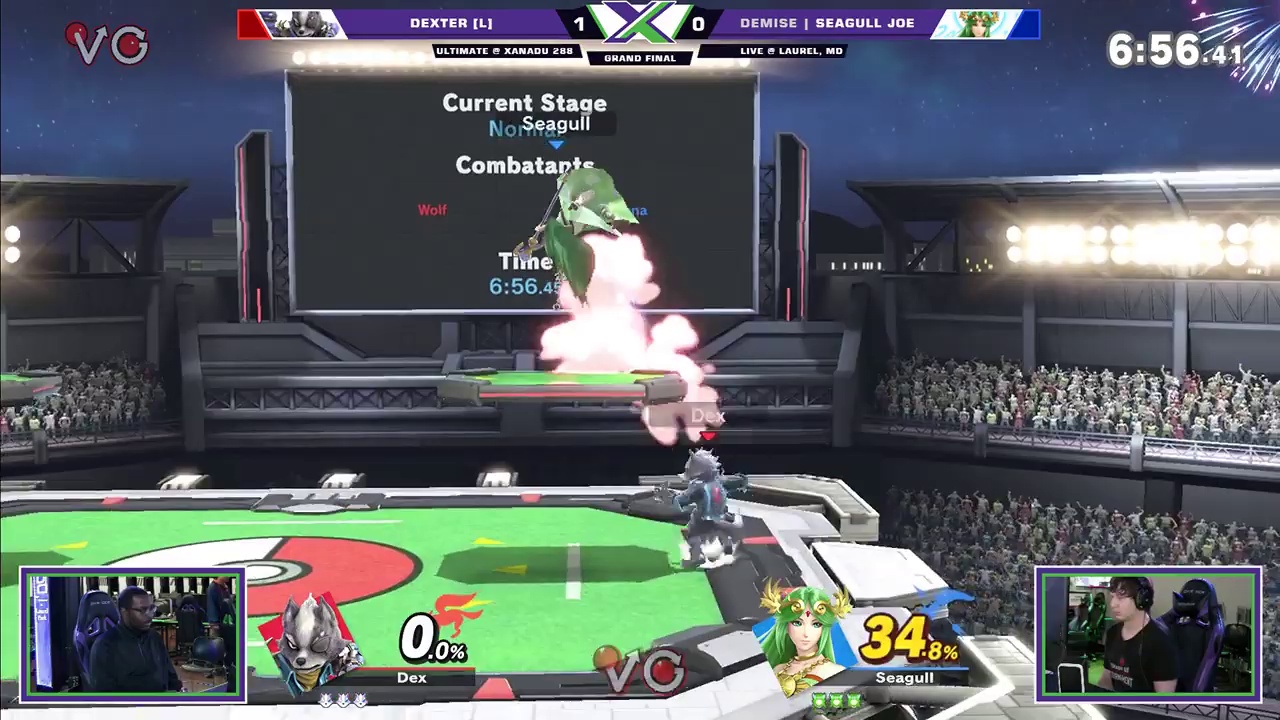 DEXTER [L]
1
0
DEMISE | SEAGULL JOE
ULTIMATE @ XANADU 288
LIVE @ LAUREL, MD
GRAND FINAL
VG
6:56.41
Current Stage
Seagull
Combatants
Wolf
Time
6:56.45
Dex
0.0%
Dex
VG
34.8%
Seagull